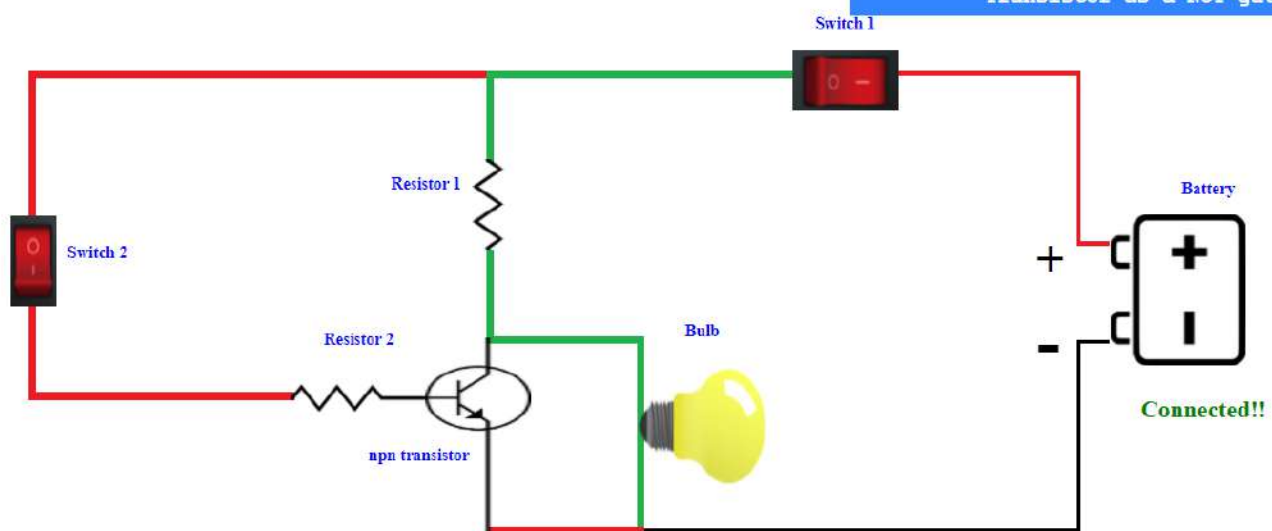 Switch 1
Resistor 1
Battery
Switch 2
+
Resistor 2
Bulb
-
Connected!!
npn transistor